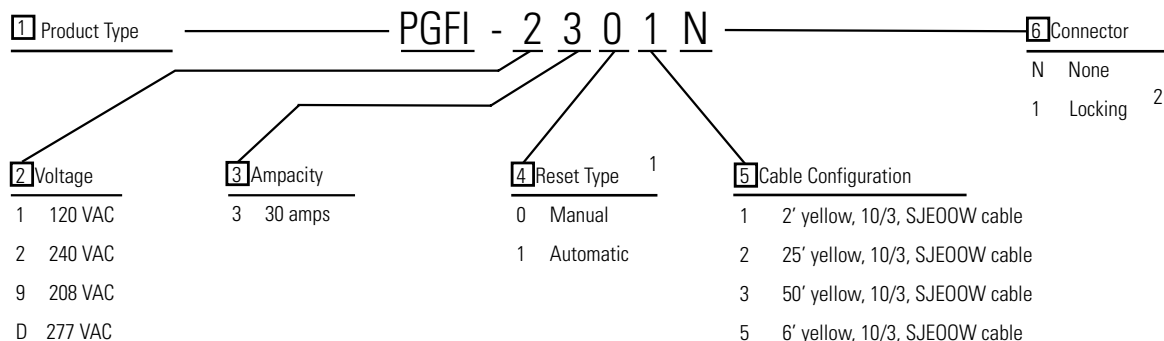 1 Product Type PGFI - 2 3 0 1 N 6 Connector
N None
1 Locking 2
2 Voltage 3 Ampacity 4 Reset Type 1 5 Cable Configuration
1 120 VAC 3 30 amps 0 Manual 1 2' yellow, 10/3, SJEOOW cable
2 240 VAC 1 Automatic 2 25' yellow, 10/3, SJEOOW cable
9 208 VAC 3 50' yellow, 10/3, SJEOOW cable
D 277 VAC 5 6' yellow, 10/3, SJEOOW cable